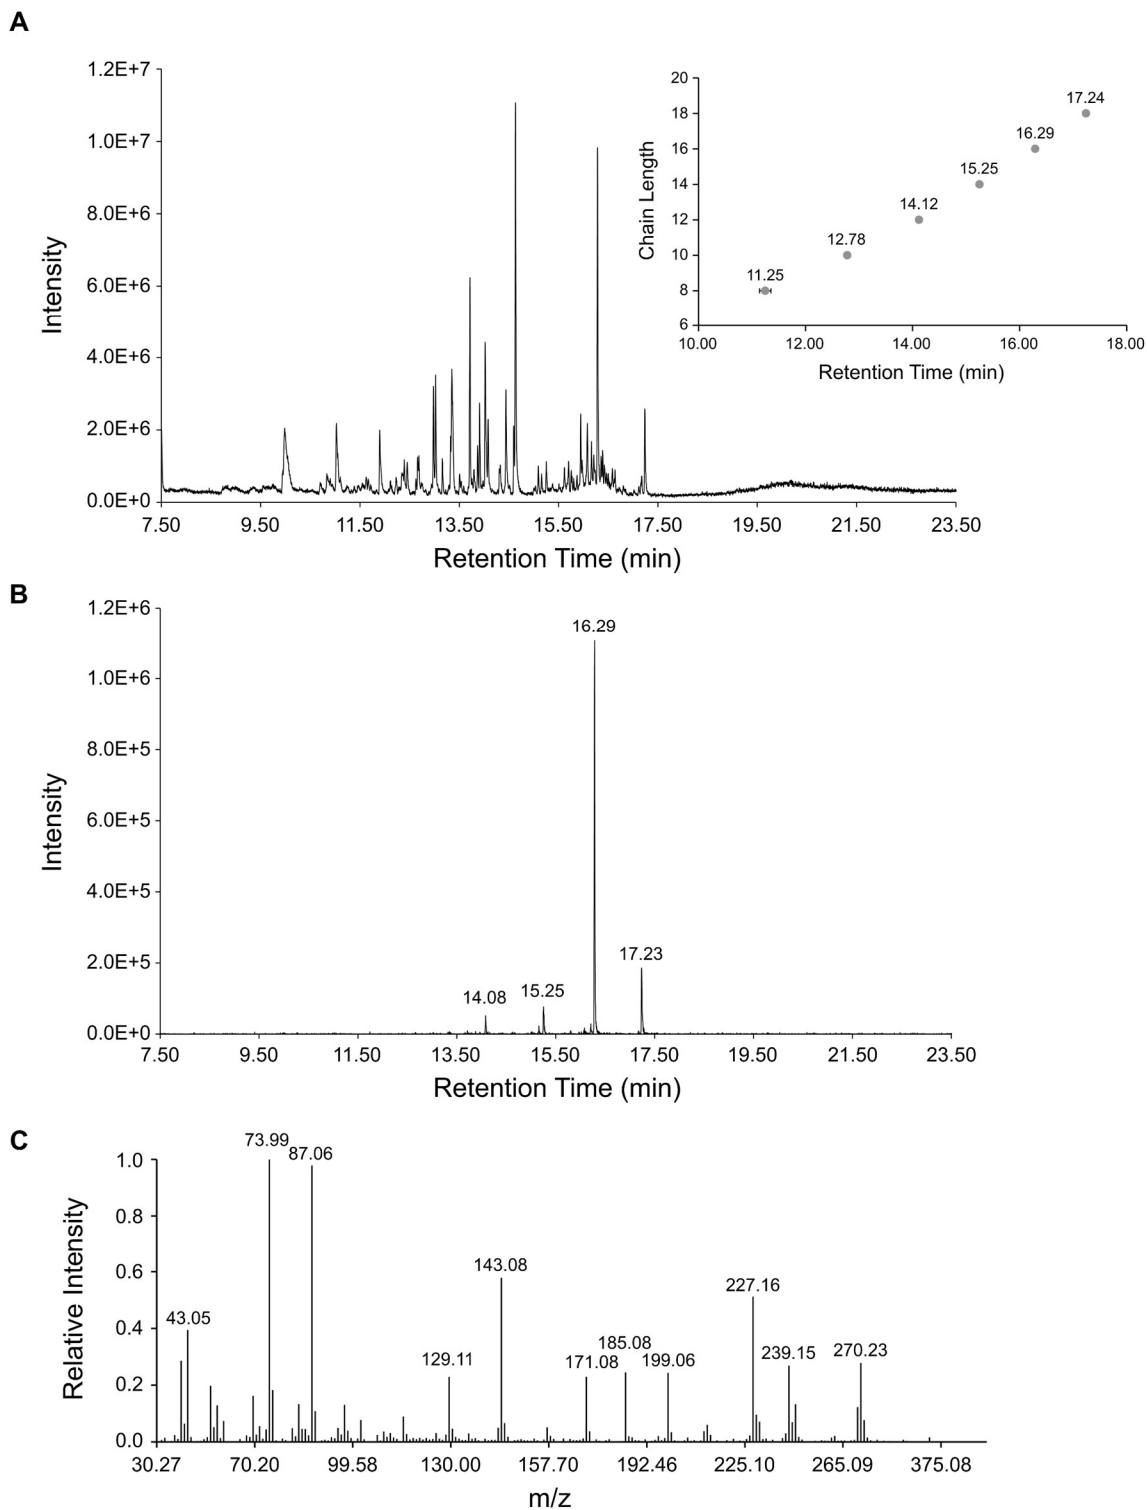 A
1.2E+7
1.0E+7
8.0E+6
6.0E+6
4.0E+6
2.0E+6
0.0E+0
Intensity
7.50 9.50 11.50 13.50 15.50 17.50 19.50 21.50 23.50
Retention Time (min)
20
18
16
14
12
10
8
6
Chain Length
17.24
16.29
15.25
14.12
12.78
11.25
10.00 12.00 14.00 16.00 18.00
Retention Time (min)
B
1.2E+6
1.0E+6
8.0E+5
6.0E+5
4.0E+5
2.0E+5
0.0E+0
Intensity
16.29
17.23
15.25
14.08
7.50 9.50 11.50 13.50 15.50 17.50 19.50 21.50 23.50
Retention Time (min)
C
1.0
0.8
0.6
0.4
0.2
0.0
Relative Intensity
73.99
87.06
143.08
227.16
43.05
185.08
129.11
171.08
199.06
239.15
270.23
30.27 70.20 99.58 130.00 157.70 192.46 225.10 265.09 375.08
m/z